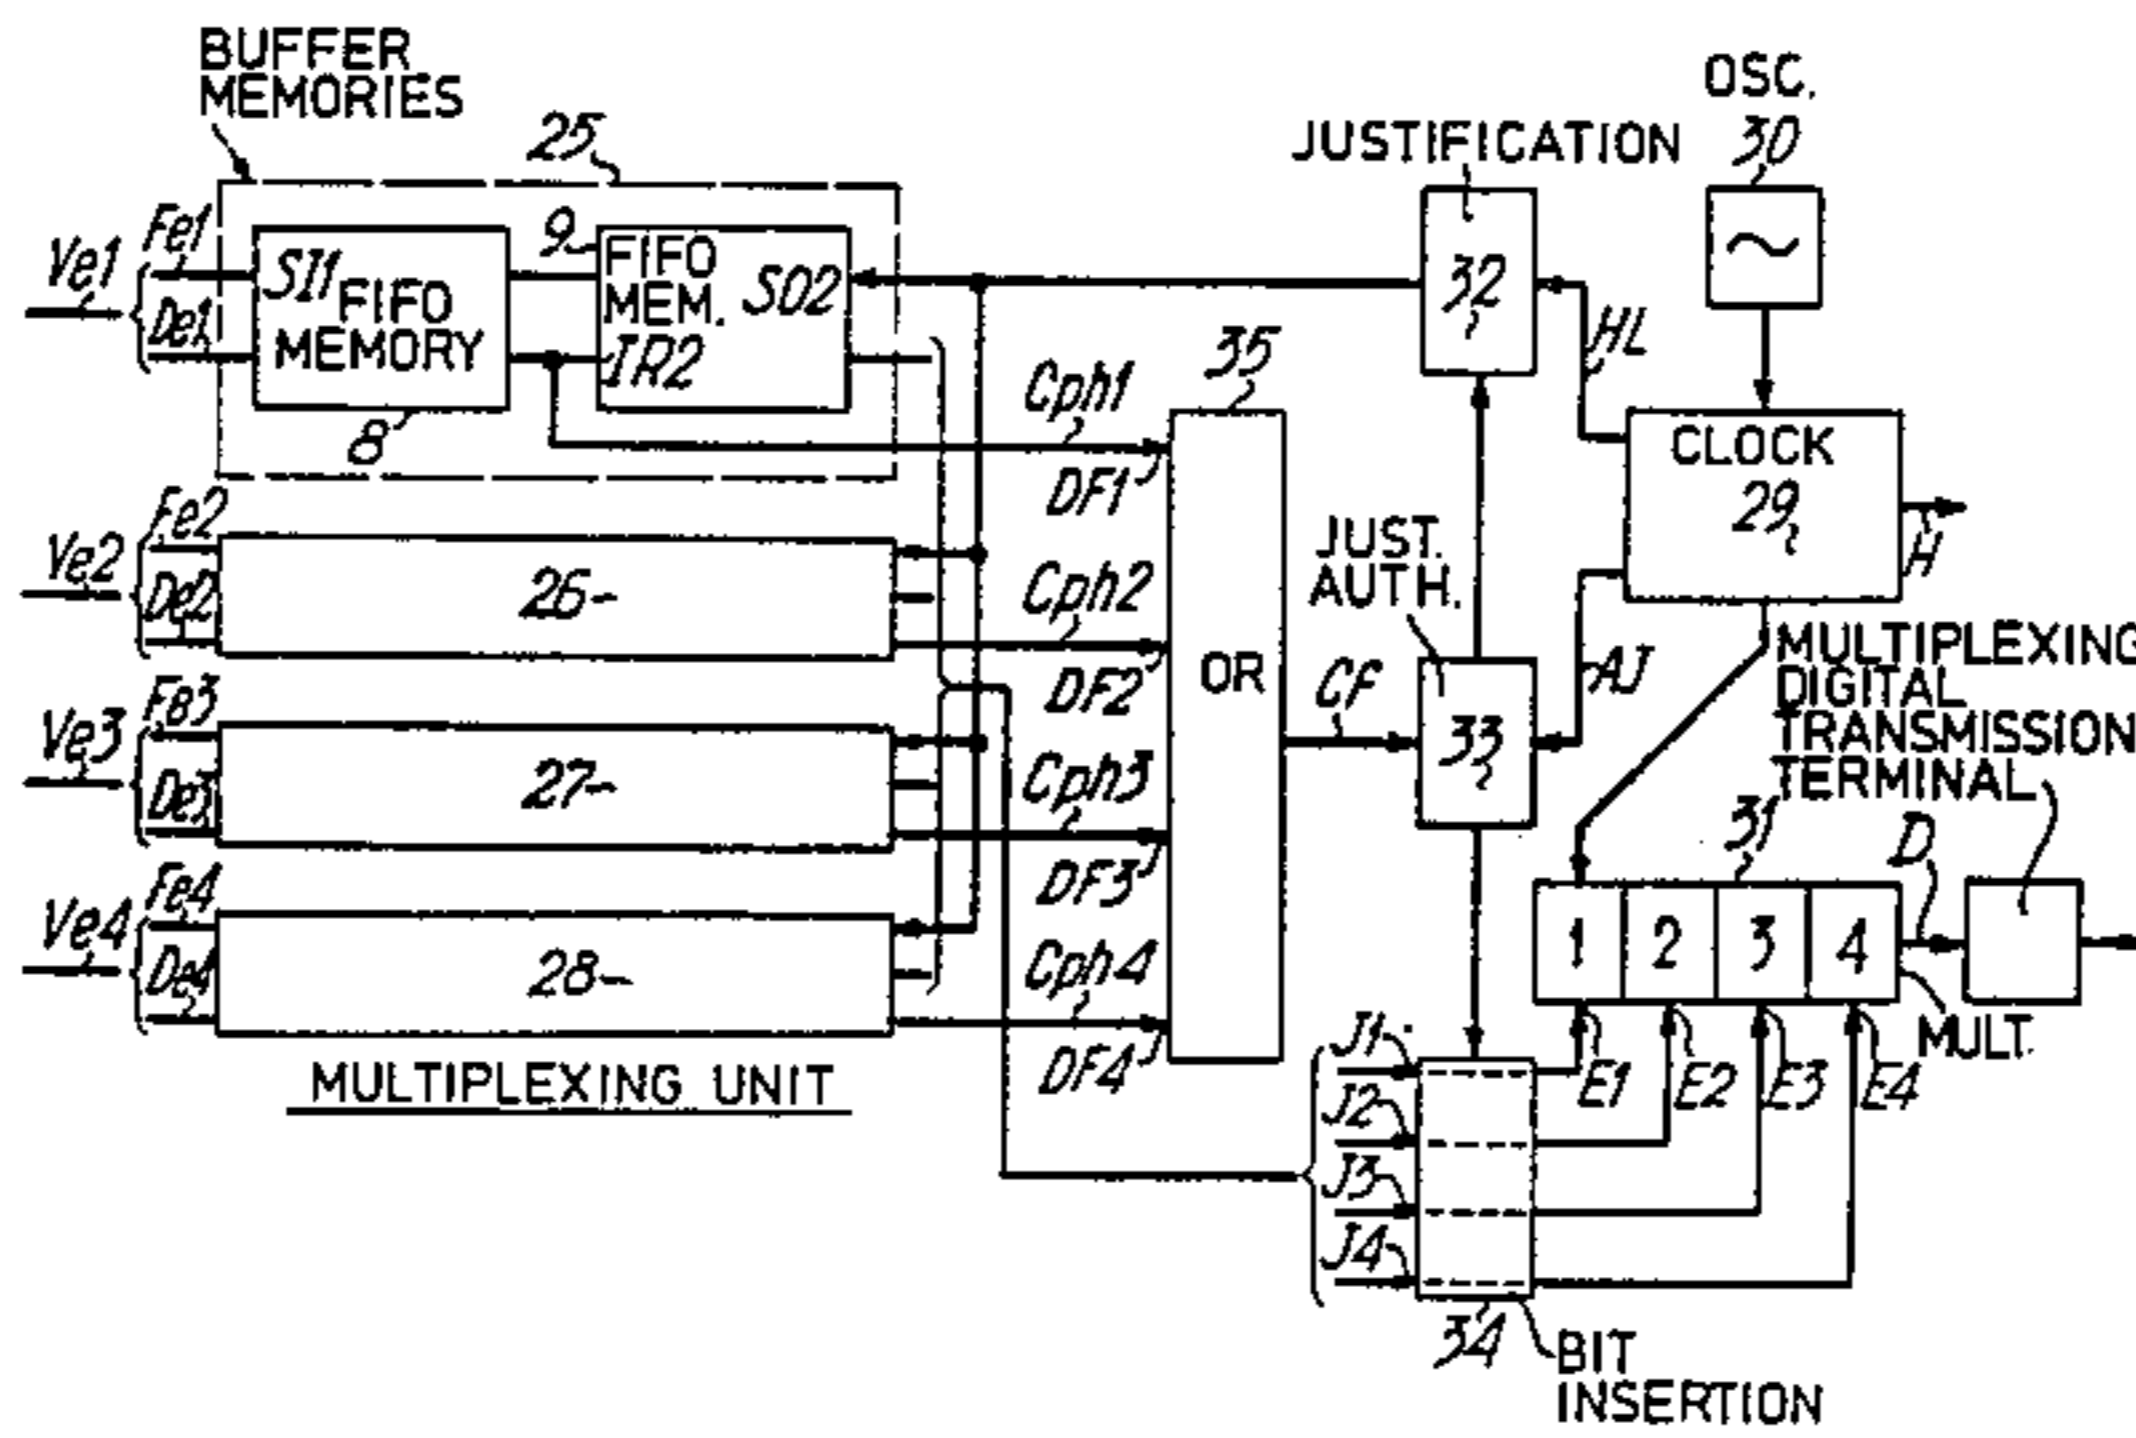 BUFFER
MEMORIES
25
OSC.
30
JUSTIFICATION
32
Ve1
Fe1
De1
SI1
FIFO
MEMORY
8
9
FIFO
MEM.
SO2
IR2
HL
35
Cph1
DF1
CLOCK
29
H
Ve2
Fe2
De2
26
Cph2
DF2
OR
JUST.
AUTH.
CF
33
AJ
MULTIPLEXING
DIGITAL
TRANSMISSION
TERMINAL
Ve3
Fe3
De3
27
Cph3
DF3
31
D
Ve4
Fe4
De4
28
Cph4
DF4
1 2 3 4
MULT.
MULTIPLEXING UNIT
J1
J2
J3
J4
E1
E2
E3
E4
34
BIT
INSERTION